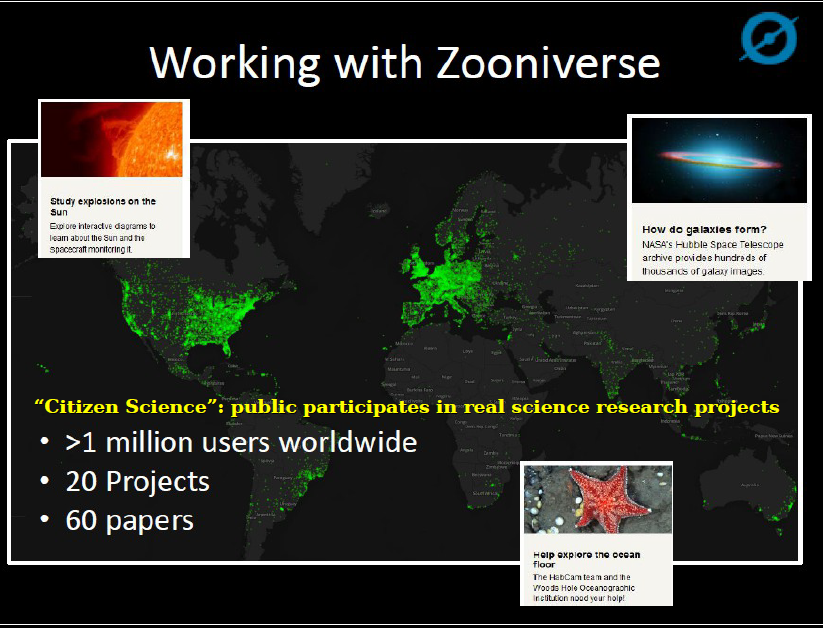 Working with Zooniverse
Study explosions on the
Sun
Explore interactive diagrams to
learn about the Sun and the
spacecraft monitoring it.
How do galaxies form?
NASA's Hubble Space Telescope
archive provides hundreds of
thousands of galaxy images.
“Citizen Science”: public participates in real science research projects
• >1 million users worldwide
• 20 Projects
• 60 papers
Help explore the ocean
floor
The HabCam team and the
Woods Hole Oceanographic
Institution need your help!